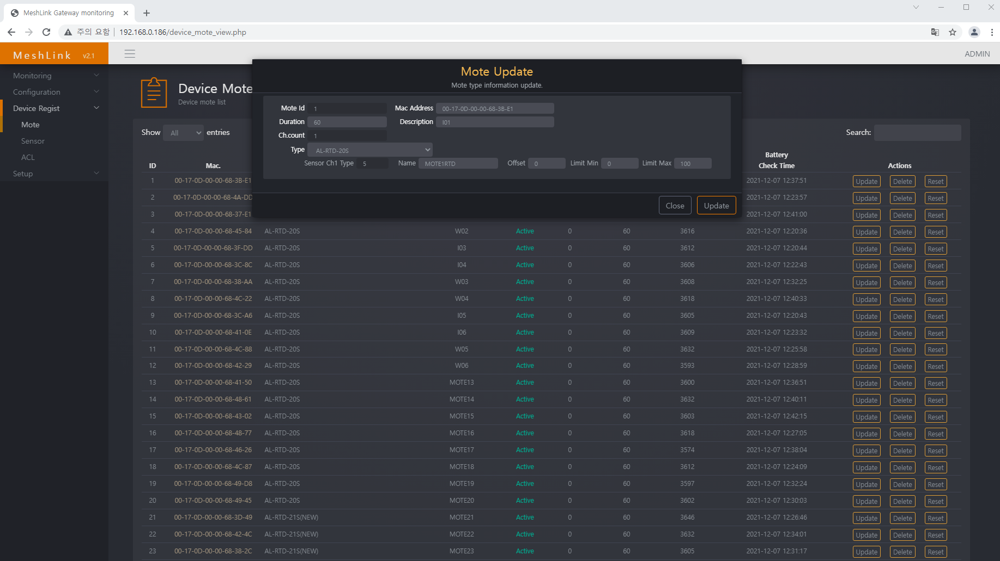 MeshLink Gateway monitoring
주의 요함 192.168.0.186/device_mote_view.php
MeshLink v2.1
ADMIN
Monitoring
Configuration
Device Regist
Mote
Sensor
ACL
Setup
Device Mote
Device mote list
Show All entries
Search:
Mote Update
Mote type information update.
Mote Id 1 Mac Address 00-17-0D-00-00-68-3B-E1
Duration 60 Description I01
Ch.count 1
Type AL-RTD-20S
Sensor Ch1 Type 5 Name MOTE1RTD Offset 0 Limit Min 0 Limit Max 100
Close Update
ID Mac. Battery Check Time Actions
1 00-17-0D-00-00-68-3B-E1 2021-12-07 12:37:51 Update Delete Reset
2 00-17-0D-00-00-68-4A-DD 2021-12-07 12:23:57 Update Delete Reset
3 00-17-0D-00-00-68-37-E1 2021-12-07 12:41:00 Update Delete Reset
4 00-17-0D-00-00-68-45-84 AL-RTD-20S W02 Active 0 60 3616 2021-12-07 12:20:36 Update Delete Reset
5 00-17-0D-00-00-68-3F-DD AL-RTD-20S I03 Active 0 60 3612 2021-12-07 12:20:44 Update Delete Reset
6 00-17-0D-00-00-68-3C-8C AL-RTD-20S I04 Active 0 60 3606 2021-12-07 12:22:43 Update Delete Reset
7 00-17-0D-00-00-68-38-AA AL-RTD-20S W03 Active 0 60 3608 2021-12-07 12:32:25 Update Delete Reset
8 00-17-0D-00-00-68-4C-22 AL-RTD-20S W04 Active 0 60 3618 2021-12-07 12:40:33 Update Delete Reset
9 00-17-0D-00-00-68-3C-A6 AL-RTD-20S I05 Active 0 60 3605 2021-12-07 12:20:43 Update Delete Reset
10 00-17-0D-00-00-68-41-0E AL-RTD-20S I06 Active 0 60 3609 2021-12-07 12:23:32 Update Delete Reset
11 00-17-0D-00-00-68-4C-88 AL-RTD-20S W05 Active 0 60 3632 2021-12-07 12:25:58 Update Delete Reset
12 00-17-0D-00-00-68-42-29 AL-RTD-20S W06 Active 0 60 3593 2021-12-07 12:28:59 Update Delete Reset
13 00-17-0D-00-00-68-41-50 AL-RTD-20S MOTE13 Active 0 60 3600 2021-12-07 12:36:51 Update Delete Reset
14 00-17-0D-00-00-68-48-61 AL-RTD-20S MOTE14 Active 0 60 3632 2021-12-07 12:40:11 Update Delete Reset
15 00-17-0D-00-00-68-43-02 AL-RTD-20S MOTE15 Active 0 60 3603 2021-12-07 12:42:15 Update Delete Reset
16 00-17-0D-00-00-68-48-77 AL-RTD-20S MOTE16 Active 0 60 3618 2021-12-07 12:27:05 Update Delete Reset
17 00-17-0D-00-00-68-46-26 AL-RTD-20S MOTE17 Active 0 60 3574 2021-12-07 12:38:04 Update Delete Reset
18 00-17-0D-00-00-68-4C-87 AL-RTD-20S MOTE18 Active 0 60 3612 2021-12-07 12:24:09 Update Delete Reset
19 00-17-0D-00-00-68-49-D8 AL-RTD-20S MOTE19 Active 0 60 3597 2021-12-07 12:32:24 Update Delete Reset
20 00-17-0D-00-00-68-49-45 AL-RTD-20S MOTE20 Active 0 60 3602 2021-12-07 12:30:03 Update Delete Reset
21 00-17-0D-00-00-68-3D-49 AL-RTD-21S(NEW) MOTE21 Active 0 60 3646 2021-12-07 12:26:46 Update Delete Reset
22 00-17-0D-00-00-68-42-4C AL-RTD-21S(NEW) MOTE22 Active 0 60 3632 2021-12-07 12:34:01 Update Delete Reset
23 00-17-0D-00-00-68-38-2C AL-RTD-21S(NEW) MOTE23 Active 0 60 3605 2021-12-07 12:31:17 Update Delete Reset